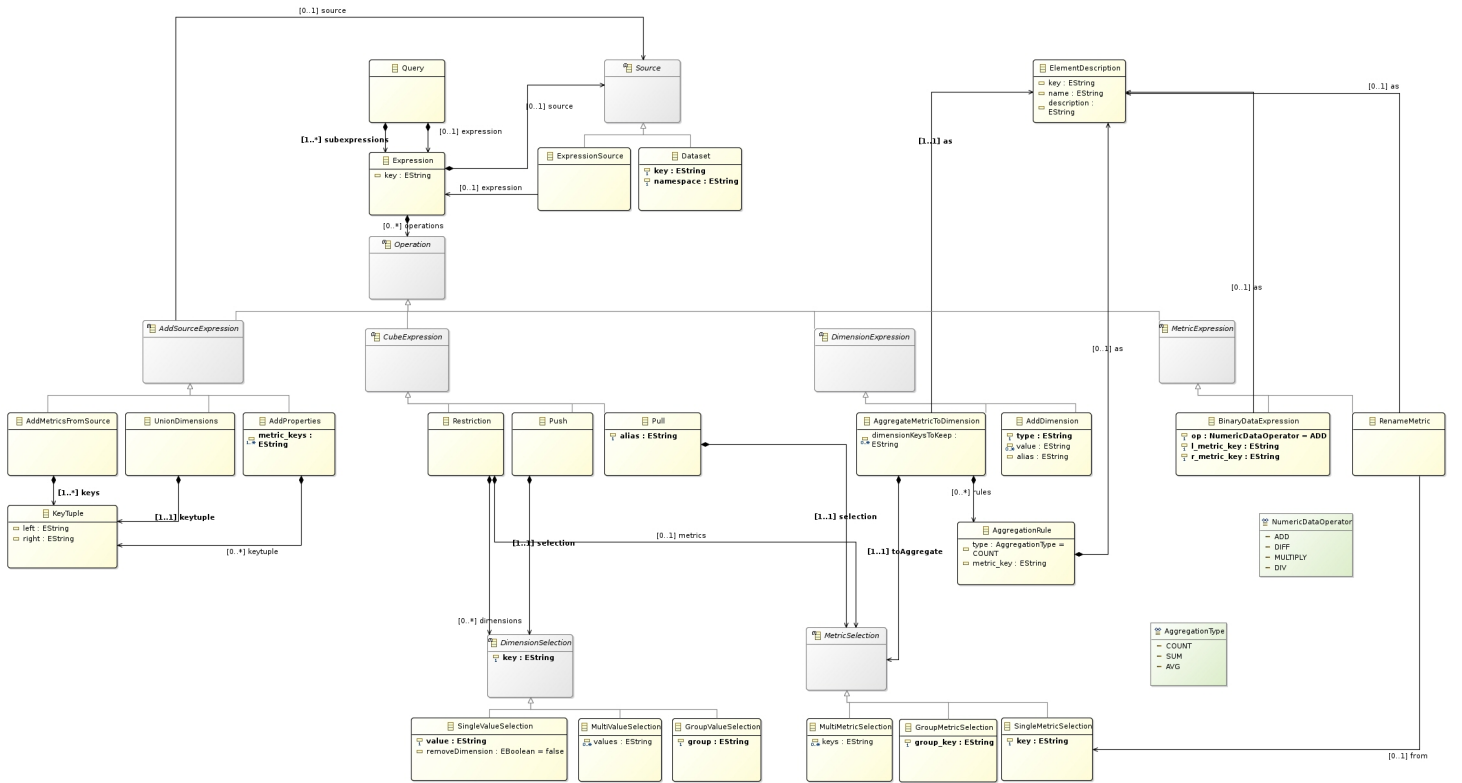 [0..1] source
Query
Source
ElementDescription
key : EString
name : EString
description :
EString
[0..1] as
[0..1] source
[1..*] subexpressions
[0..1] expression
[1..1] as
Expression
key : EString
ExpressionSource
Dataset
key : EString
namespace : EString
[0..1] expression
[0..*] operations
Operation
[0..1] as
[0..1] as
AddSourceExpression
CubeExpression
DimensionExpression
MetricExpression
AddMetricsFromSource
UnionDimensions
AddProperties
metric_keys :
EString
Restriction
Push
Pull
alias : EString
AggregateMetricToDimension
dimensionKeysToKeep :
EString
AddDimension
type : EString
value : EString
alias : EString
BinaryDataExpression
op : NumericDataOperator = ADD
l_metric_key : EString
r_metric_key : EString
RenameMetric
[1..*] keys
[0..*] rules
KeyTuple
left : EString
right : EString
[1..1] keytuple
[0..*] keytuple
[1..1] selection
[0..1] metrics
[1..1] selection
[1..1] toAggregate
AggregationRule
type : AggregationType =
COUNT
metric_key : EString
NumericDataOperator
ADD
DIFF
MULTIPLY
DIV
[0..*] dimensions
DimensionSelection
key : EString
MetricSelection
AggregationType
COUNT
SUM
AVG
SingleValueSelection
value : EString
removeDimension : EBoolean = false
MultiValueSelection
values : EString
GroupValueSelection
group : EString
MultiMetricSelection
keys : EString
GroupMetricSelection
group_key : EString
SingleMetricSelection
key : EString
[0..1] from